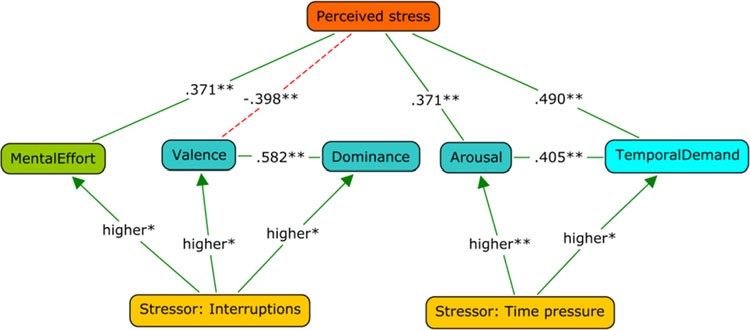 Perceived stress
.371**
-.398**
.371**
.490**
MentalEffort
Valence
.582**
Dominance
Arousal
.405**
TemporalDemand
higher*
higher*
higher*
higher**
higher*
Stressor: Interruptions
Stressor: Time pressure